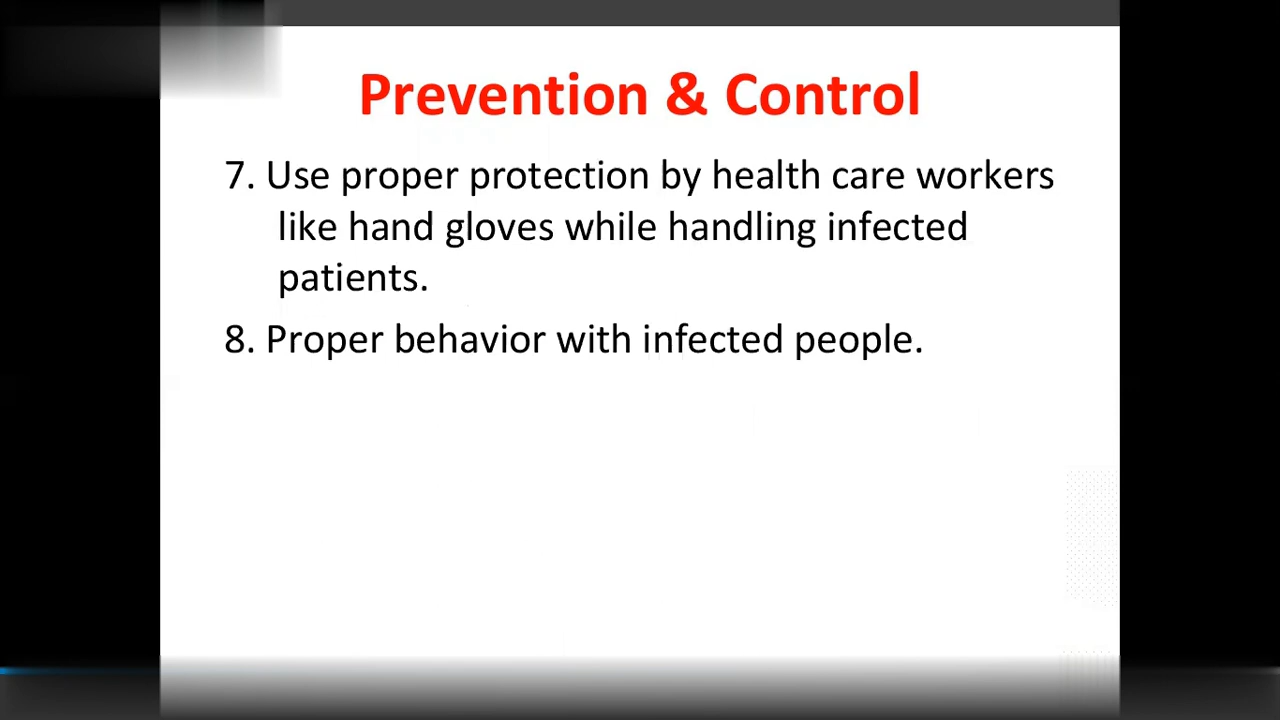 Prevention & Control
7. Use proper protection by health care workers
like hand gloves while handling infected
patients.
8. Proper behavior with infected people.